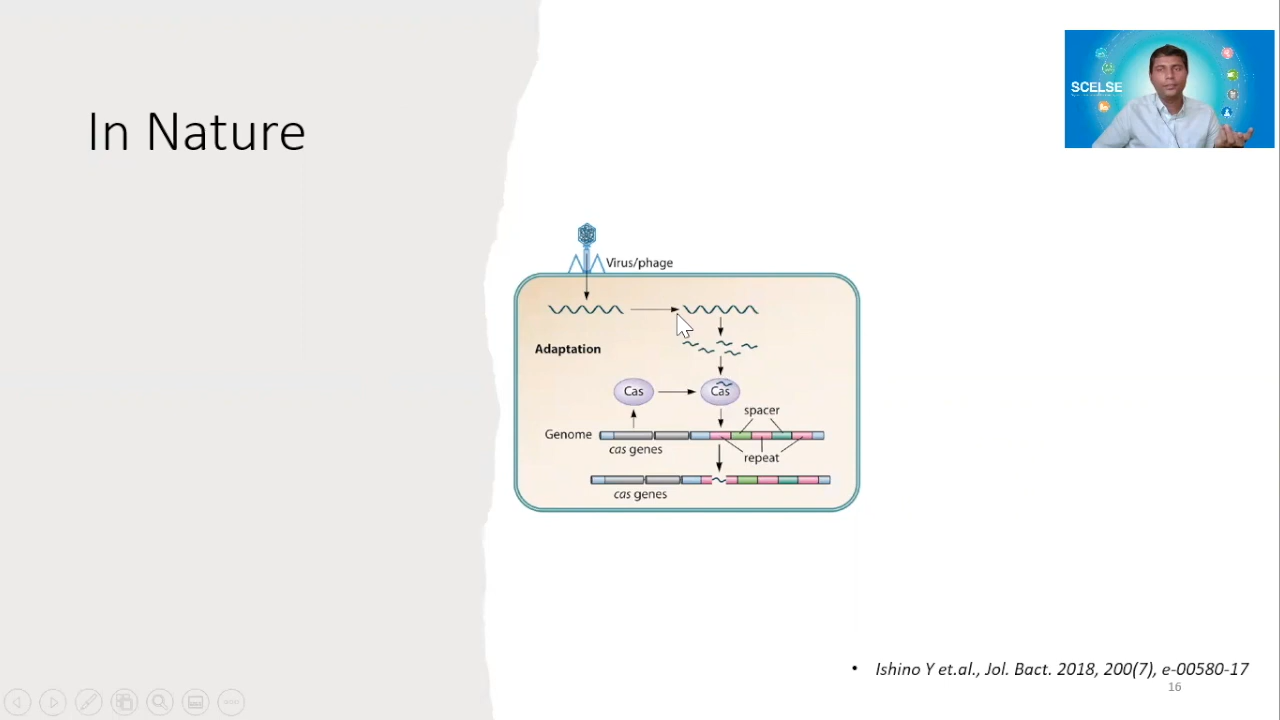 In Nature
SCELSE
Virus/phage
Adaptation
Cas
Cas
spacer
Genome
cas genes
repeat
cas genes
• Ishino Y et.al., Jol. Bact. 2018, 200(7), e-00580-17
16